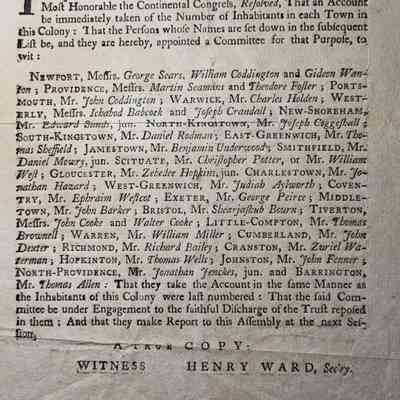 Most Honorable the Continental Congreſs, Reſolved, That an Account
be immediately taken of the Number of Inhabitants in each Town in
this Colony : That the Perſons whoſe Names are ſet down in the ſubſequent
Liſt be, and they are hereby, appointed a Committee for that Purpoſe, to
wit :
NEWPORT, Meſſrs. George Sears, William Coddington and Gideon Wan-
ton ; PROVIDENCE, Meſſrs. Martin Seamans and Theodore Foſter ; PORTS-
MOUTH, Mr. John Coddington ; WARWICK, Mr. Charles Holden ; WEST-
ERLY, Meſſrs. Ichabod Babcock and Joſeph Crandall ; NEW-SHOREHAM,
Mr. Edward Sands, jun. NORTH-KINGSTOWN, Mr. Joſeph Coggeſhall ;
SOUTH-KINGSTOWN, Mr. Daniel Rodman ; EAST-GREENWICH, Mr. Tho-
mas Sheffield ; JAMESTOWN, Mr. Benjamin Underwood ; SMITHFIELD, Mr.
Daniel Mowry, jun. SCITUATE, Mr. Chriſtopher Potter, or Mr. William
Weſt ; GLOUCESTER, Mr. Zebedee Hopkins, jun. CHARLESTOWN, Mr. Jo-
nathan Hazard ; WEST-GREENWICH, Mr. Judiah Aylworth ; COVEN-
TRY, Mr. Ephraim Weſtcot ; EXETER, Mr. George Peirce ; MIDDLE-
TOWN, Mr. John Barker ; BRISTOL, Mr. Shearjaſhub Bourn ; TIVERTON,
Meſſrs. John Cooke and Walter Cooke ; LITTLE-COMPTON, Mr. Thomas
Brownell ; WARREN, Mr. William Miller ; CUMBERLAND, Mr. John
Dexter ; RICHMOND, Mr. Richard Bailey ; CRANSTON, Mr. Zuriel Wa-
terman ; HOPKINTON, Mr. Thomas Wells ; JOHNSTON, Mr. John Fenner ;
NORTH-PROVIDENCE, Mr. Jonathan Jenckes, jun. and BARRINGTON,
Mr. Thomas Allen : That they take the Account in the ſame Manner as
the Inhabitants of this Colony were laſt numbered : That the ſaid Com-
mittee be under Engagement to the faithful Diſcharge of the Truſt repoſed
in them ; And that they make Report to this Aſſembly at the next Seſ-
ſion.
A TRUE COPY:
WITNESS HENRY WARD, Sec'ry.